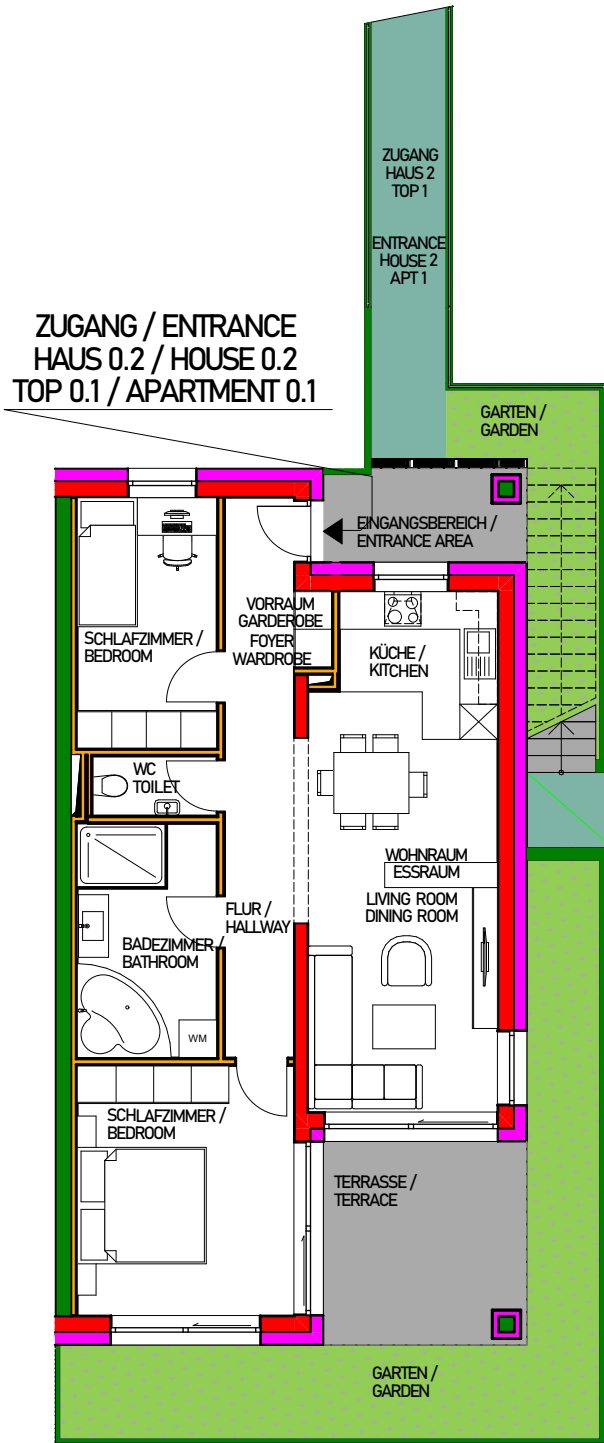 ZUGANG
HAUS 2
TOP 1
ENTRANCE
HOUSE 2
APT 1
ZUGANG / ENTRANCE
HAUS 0.2 / HOUSE 0.2
TOP 0.1 / APARTMENT 0.1
GARTEN /
GARDEN
EINGANGSBEREICH /
ENTRANCE AREA
VORRAUM
GARDEROBE
FOYER
WARDROBE
SCHLAFZIMMER /
BEDROOM
KÜCHE /
KITCHEN
WC
TOILET
WOHNRAUM
ESSRAUM
LIVING ROOM
DINING ROOM
FLUR /
HALLWAY
BADEZIMMER /
BATHROOM
WM
SCHLAFZIMMER /
BEDROOM
TERRASSE /
TERRACE
GARTEN /
GARDEN